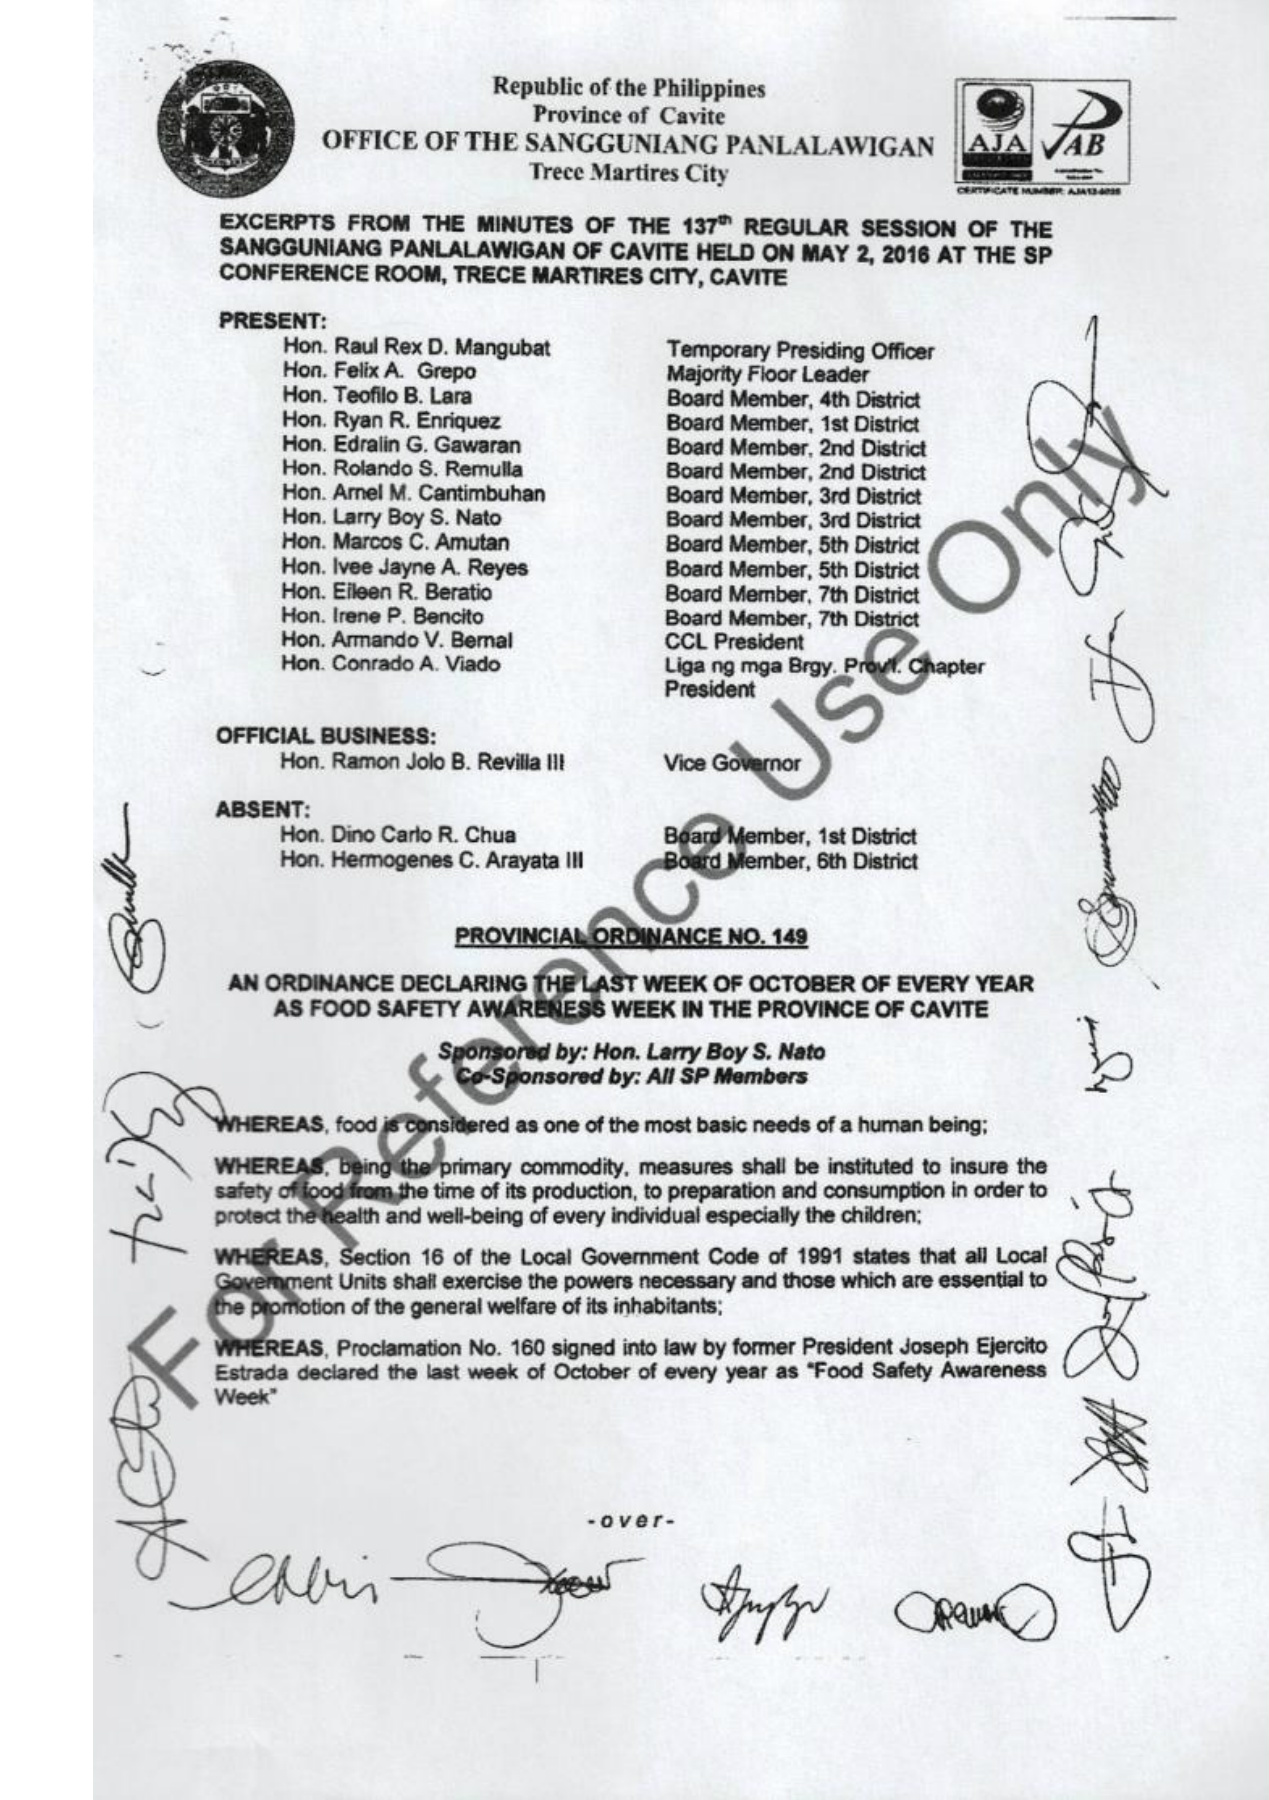 Republic of the Philippines
Province of Cavite
OFFICE OF THE SANGGUNIANG PANLALAWIGAN
Trece Martires City
AJA
PAB
CERTIFICATE NUMBER: AJA12-0035
EXCERPTS FROM THE MINUTES OF THE 137th REGULAR SESSION OF THE
SANGGUNIANG PANLALAWIGAN OF CAVITE HELD ON MAY 2, 2016 AT THE SP
CONFERENCE ROOM, TRECE MARTIRES CITY, CAVITE
PRESENT:
Hon. Raul Rex D. Mangubat Temporary Presiding Officer
Hon. Felix A. Grepo Majority Floor Leader
Hon. Teofilo B. Lara Board Member, 4th District
Hon. Ryan R. Enriquez Board Member, 1st District
Hon. Edralin G. Gawaran Board Member, 2nd District
Hon. Rolando S. Remulla Board Member, 2nd District
Hon. Arnel M. Cantimbuhan Board Member, 3rd District
Hon. Larry Boy S. Nato Board Member, 3rd District
Hon. Marcos C. Amutan Board Member, 5th District
Hon. Ivee Jayne A. Reyes Board Member, 5th District
Hon. Eileen R. Beratio Board Member, 7th District
Hon. Irene P. Bencito Board Member, 7th District
Hon. Armando V. Bernal CCL President
Hon. Conrado A. Viado Liga ng mga Brgy. Prov'l. Chapter
President
OFFICIAL BUSINESS:
Hon. Ramon Jolo B. Revilla III Vice Governor
ABSENT:
Hon. Dino Carlo R. Chua Board Member, 1st District
Hon. Hermogenes C. Arayata III Board Member, 6th District
PROVINCIAL ORDINANCE NO. 149
AN ORDINANCE DECLARING THE LAST WEEK OF OCTOBER OF EVERY YEAR
AS FOOD SAFETY AWARENESS WEEK IN THE PROVINCE OF CAVITE
Sponsored by: Hon. Larry Boy S. Nato
Co-Sponsored by: All SP Members
WHEREAS, food is considered as one of the most basic needs of a human being;
WHEREAS, being the primary commodity, measures shall be instituted to insure the
safety of food from the time of its production, to preparation and consumption in order to
protect the health and well-being of every individual especially the children;
WHEREAS, Section 16 of the Local Government Code of 1991 states that all Local
Government Units shall exercise the powers necessary and those which are essential to
the promotion of the general welfare of its inhabitants;
WHEREAS, Proclamation No. 160 signed into law by former President Joseph Ejercito
Estrada declared the last week of October of every year as "Food Safety Awareness
Week"
-over-
For Reference Use Only